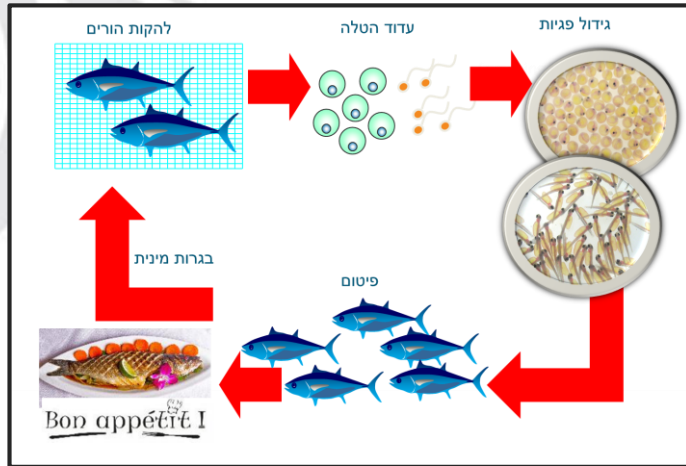 להקות הורים
עדוד הטלה
גידול פגיות
בגרות מינית
פיטום
Bon appétit !